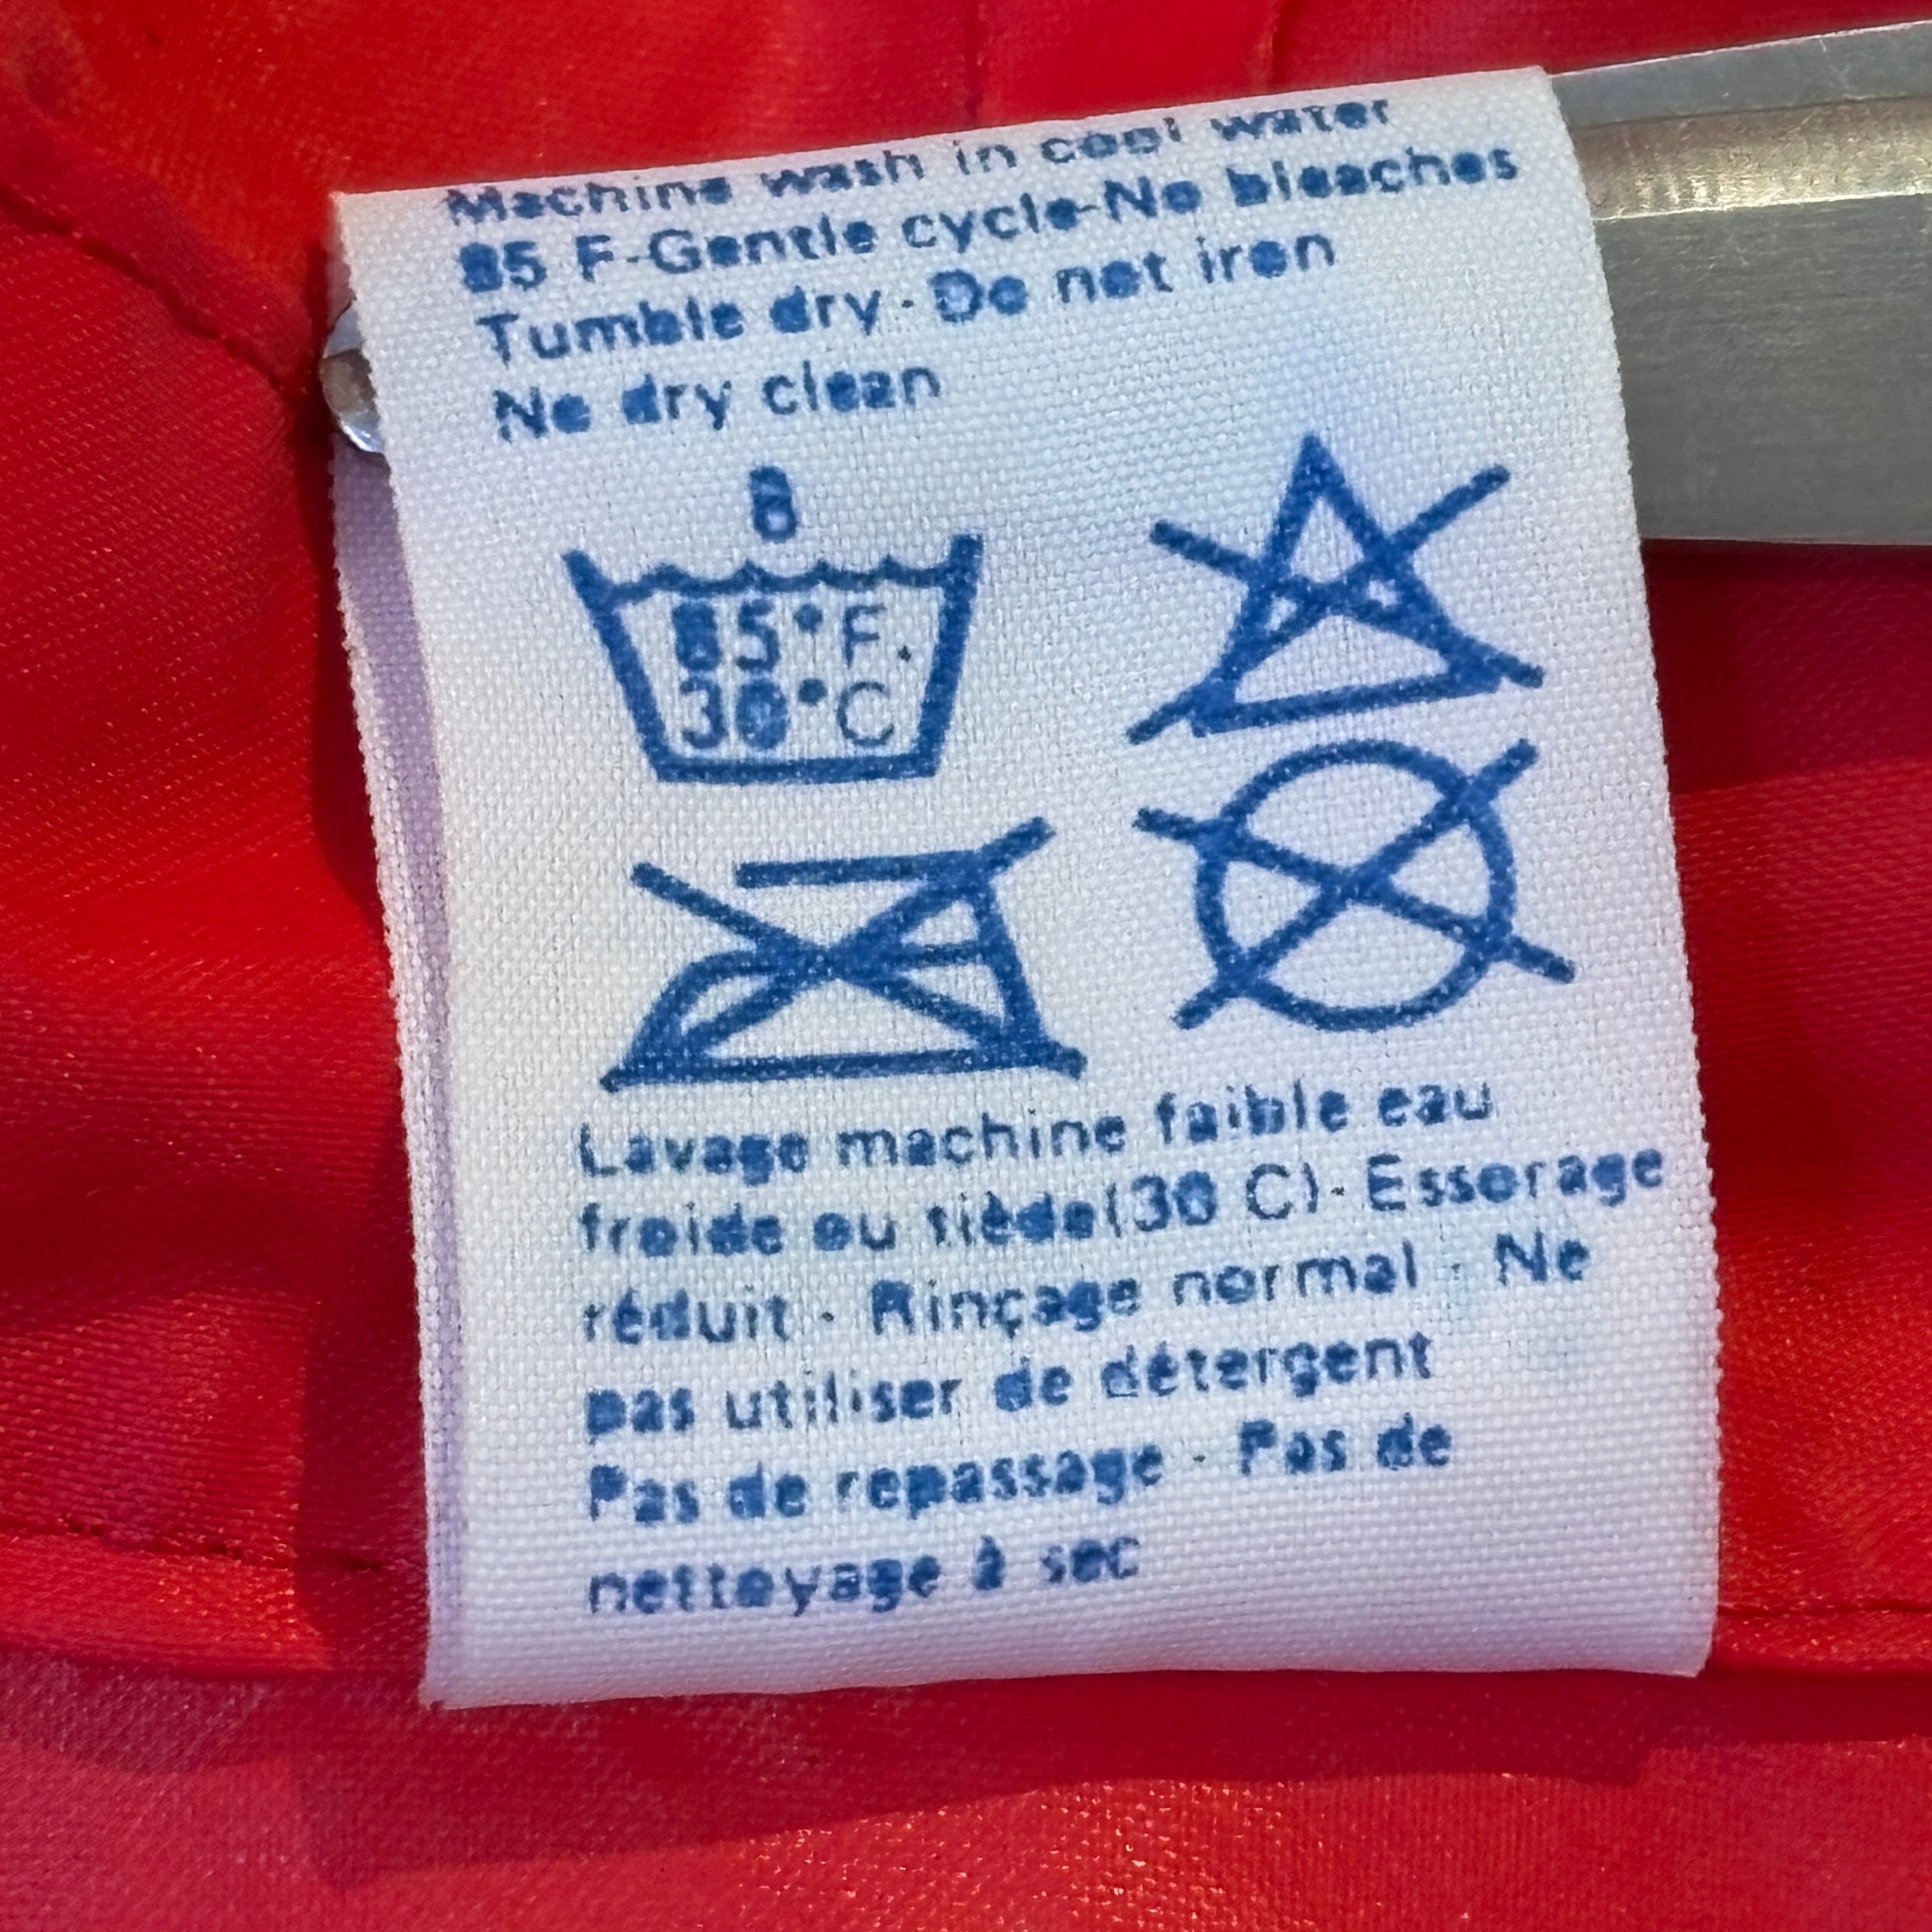 Machine wash in cool water
85 F-Gentle cycle-No bleaches
Tumble dry - Do not iron
No dry clean
8
85°F.
30°C
Lavage machine faible eau
froide ou tiède(30 C)- Essorage
réduit - Rinçage normal - Ne
pas utiliser de détergent
Pas de repassage - Pas de
nettoyage à sec